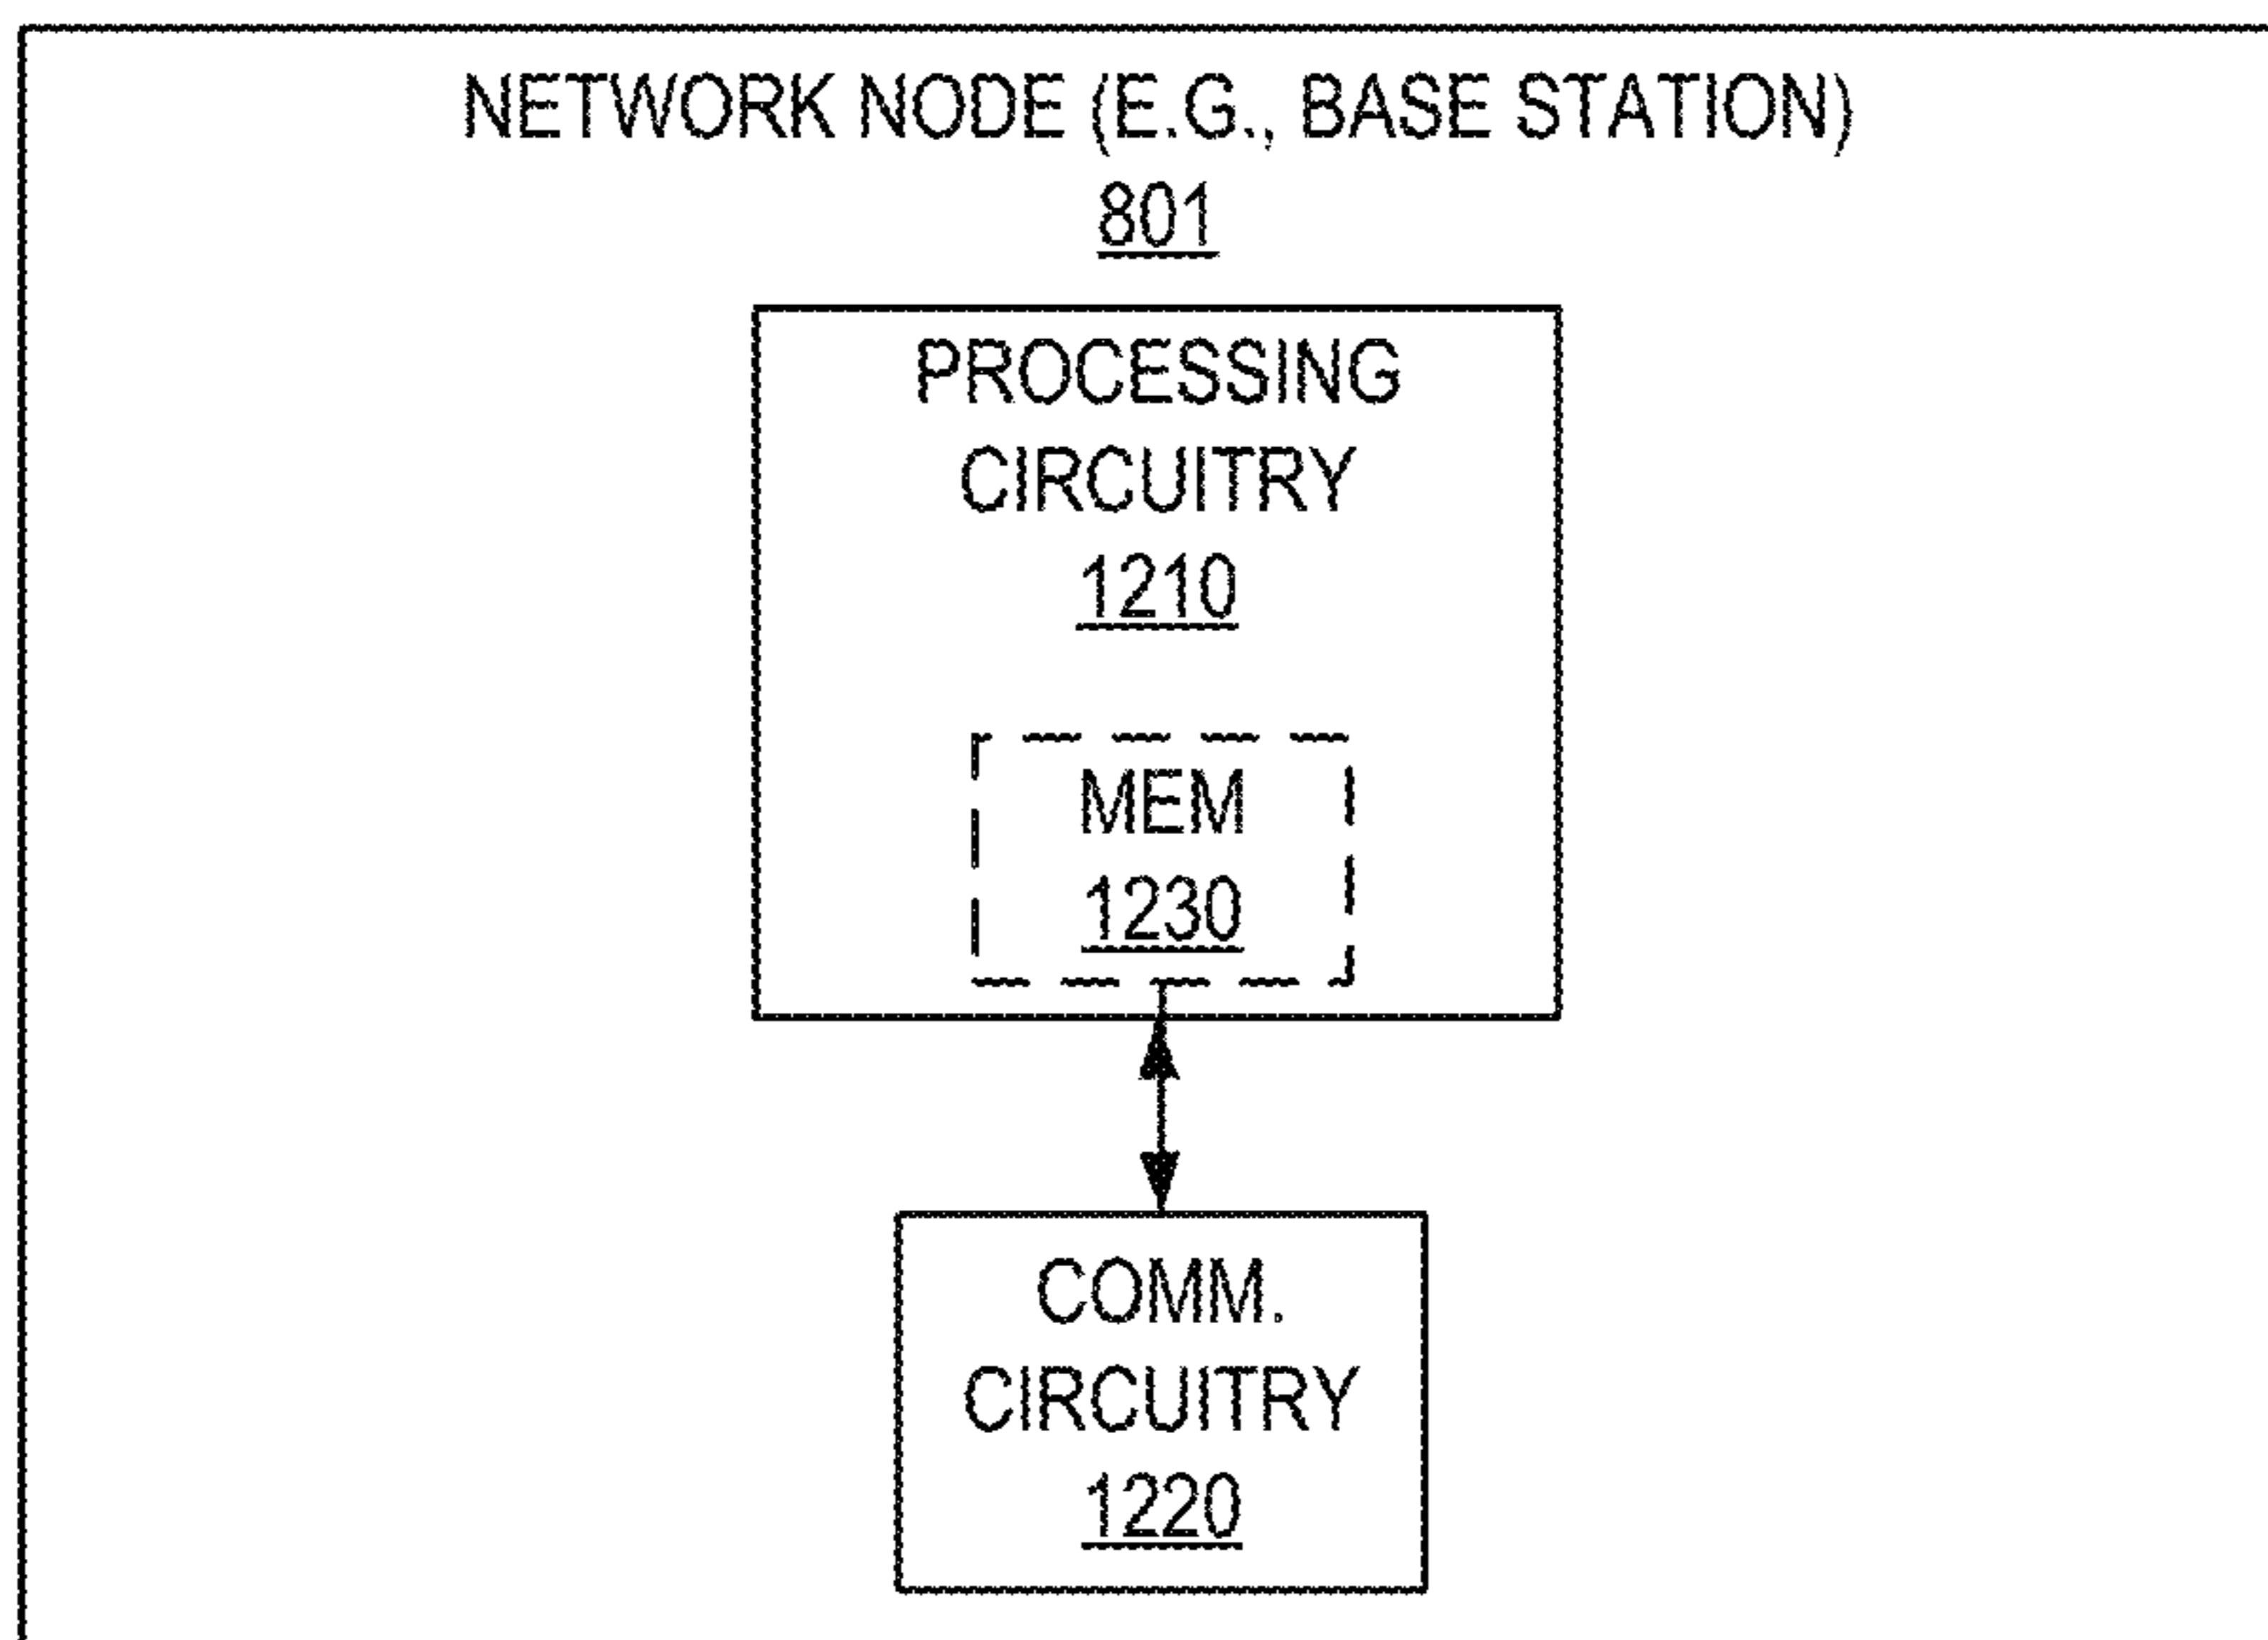 NETWORK NODE (E.G., BASE STATION)
801
PROCESSING
CIRCUITRY
1210
MEM
1230
COMM.
CIRCUITRY
1220